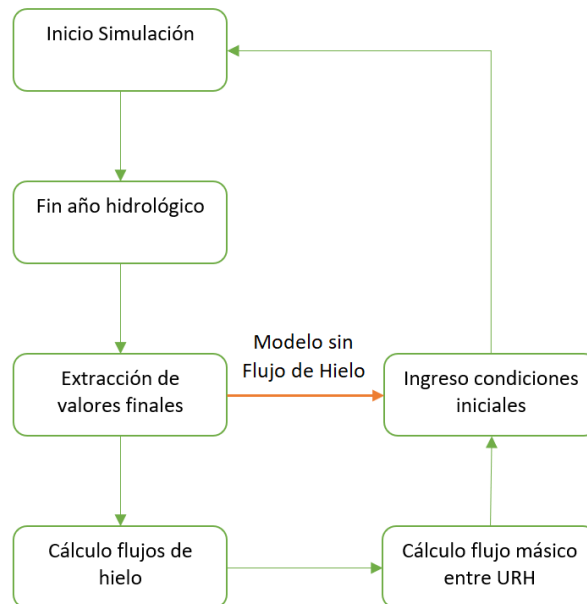 Inicio Simulación
Fin año hidrológico
Modelo sin
Flujo de Hielo
Extracción de
valores finales
Ingreso condiciones
iniciales
Cálculo flujos de
hielo
Cálculo flujo másico
entre URH